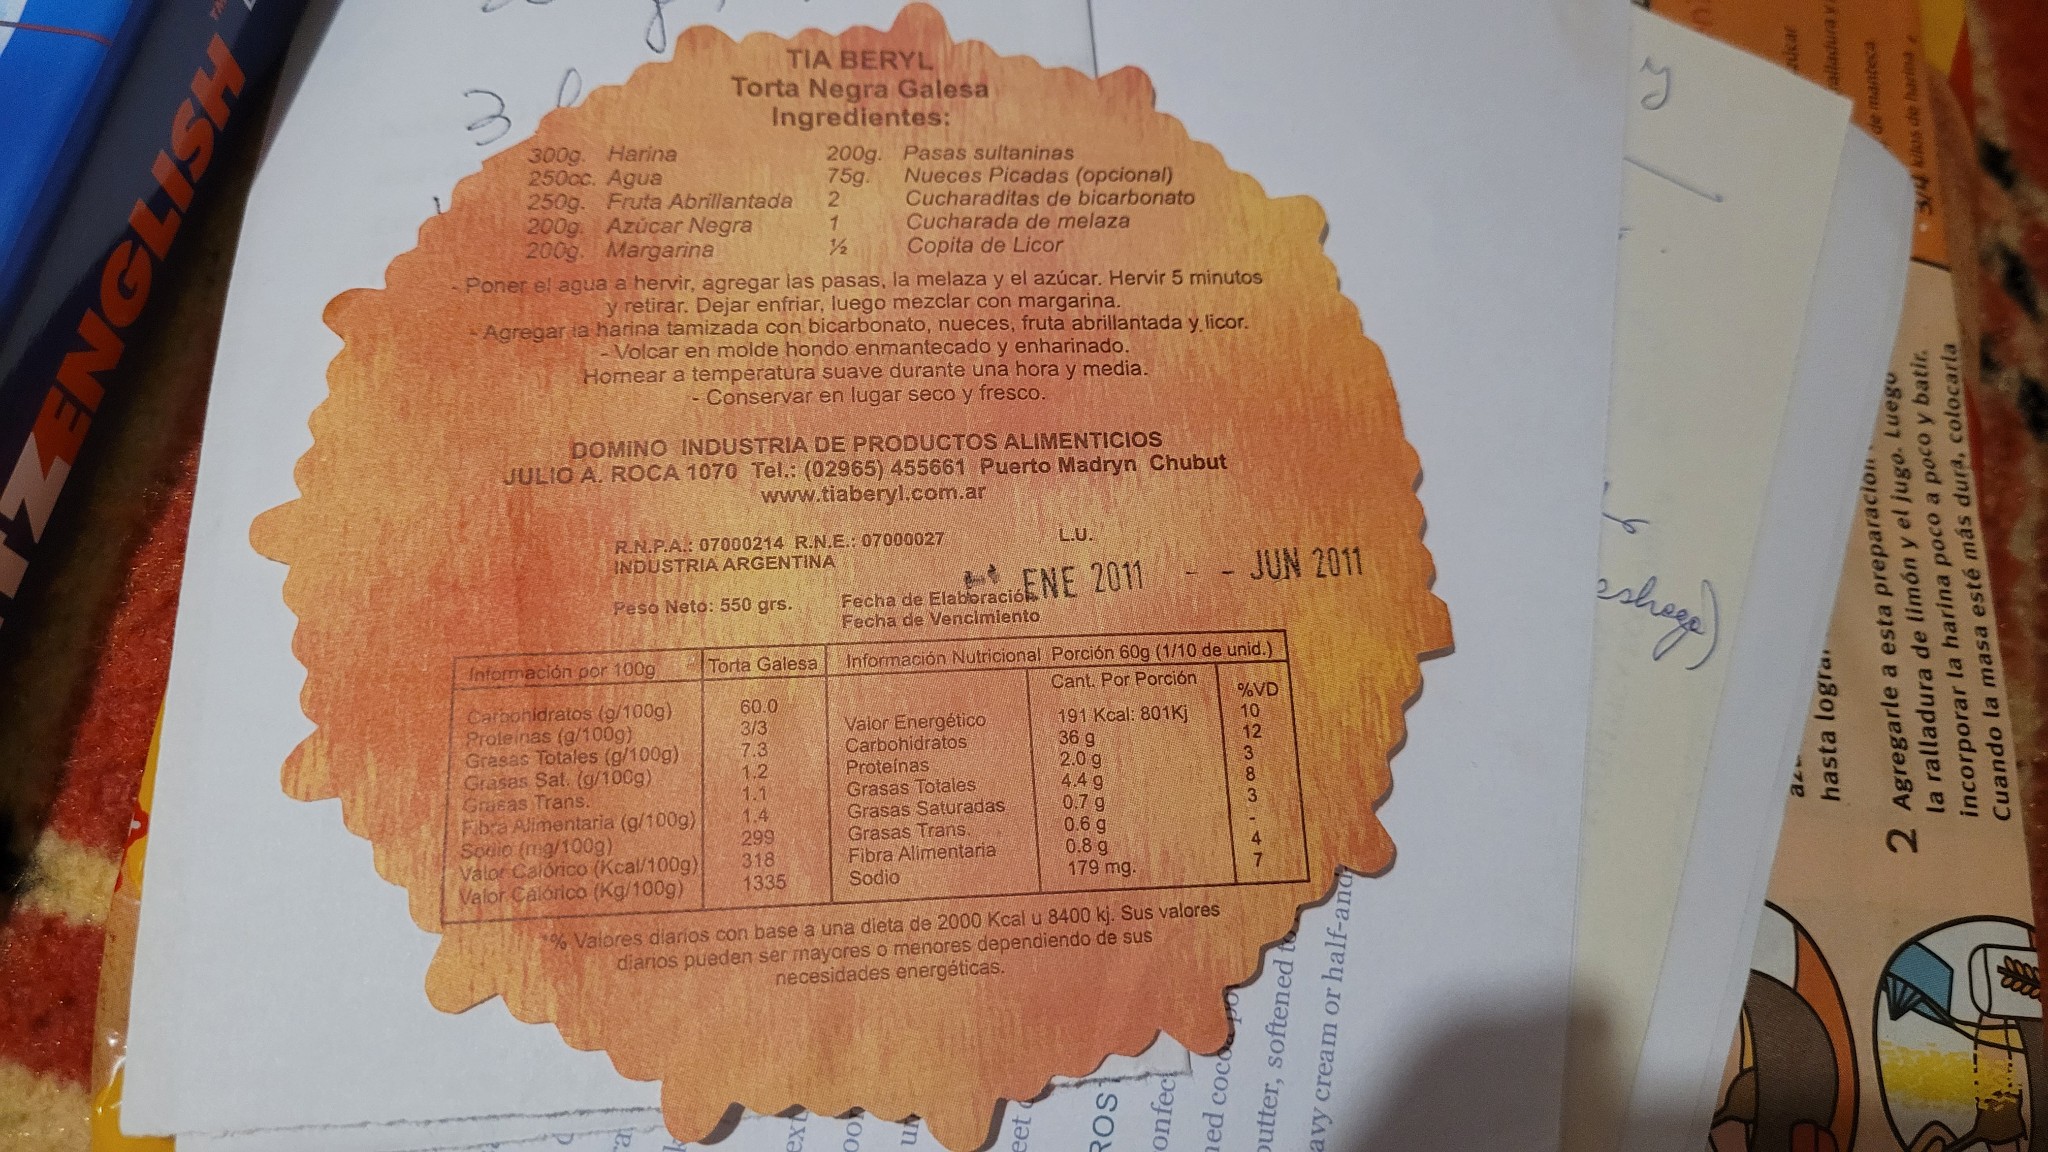 TIA BERYL
Torta Negra Galesa
Ingredientes:
300g. Harina 200g. Pasas sultaninas
250cc. Agua 75g. Nueces Picadas (opcional)
250g. Fruta Abrillantada 2 Cucharaditas de bicarbonato
200g. Azúcar Negra 1 Cucharada de melaza
200g. Margarina ½ Copita de Licor
- Poner el agua a hervir, agregar las pasas, la melaza y el azúcar. Hervir 5 minutos
y retirar. Dejar enfriar, luego mezclar con margarina.
- Agregar la harina tamizada con bicarbonato, nueces, fruta abrillantada y licor.
- Volcar en molde hondo enmantecado y enharinado.
Hornear a temperatura suave durante una hora y media.
- Conservar en lugar seco y fresco.
DOMINO INDUSTRIA DE PRODUCTOS ALIMENTICIOS
JULIO A. ROCA 1070 Tel.: (02965) 455661 Puerto Madryn Chubut
www.tiaberyl.com.ar
R.N.P.A.: 07000214 R.N.E.: 07000027 L.U.
INDUSTRIA ARGENTINA
ENE 2011 - - JUN 2011
Peso Neto: 550 grs. Fecha de Elaboración
Fecha de Vencimiento
Información por 100g Torta Galesa Información Nutricional Porción 60g (1/10 de unid.)
Cant. Por Porción %VD
Carbohidratos (g/100g) 60.0 Valor Energético 191 Kcal: 801Kj 10
Proteínas (g/100g) 3/3 Carbohidratos 36 g 12
Grasas Totales (g/100g) 7.3 Proteínas 2.0 g 3
Grasas Sat. (g/100g) 1.2 Grasas Totales 4.4 g 8
Grasas Trans. 1.1 Grasas Saturadas 0.7 g 3
Fibra Alimentaria (g/100g) 1.4 Grasas Trans. 0.6 g -
Sodio (mg/100g) 299 Fibra Alimentaria 0.8 g 4
Valor Calórico (Kcal/100g) 318 Sodio 179 mg. 7
Valor Calórico (Kg/100g) 1335
*% Valores diarios con base a una dieta de 2000 Kcal u 8400 kj. Sus valores
diarios pueden ser mayores o menores dependiendo de sus
necesidades energéticas.
ENGLISH
3
y
de manteca
3/4 kilos de harina
hasta
2 Agregarle a esta preparación
la ralladura de limón y el jugo. Luego
incorporar la harina poco a poco y batir.
Cuando la masa esté más dura, colocarla
butter, softened to
cream or half-and